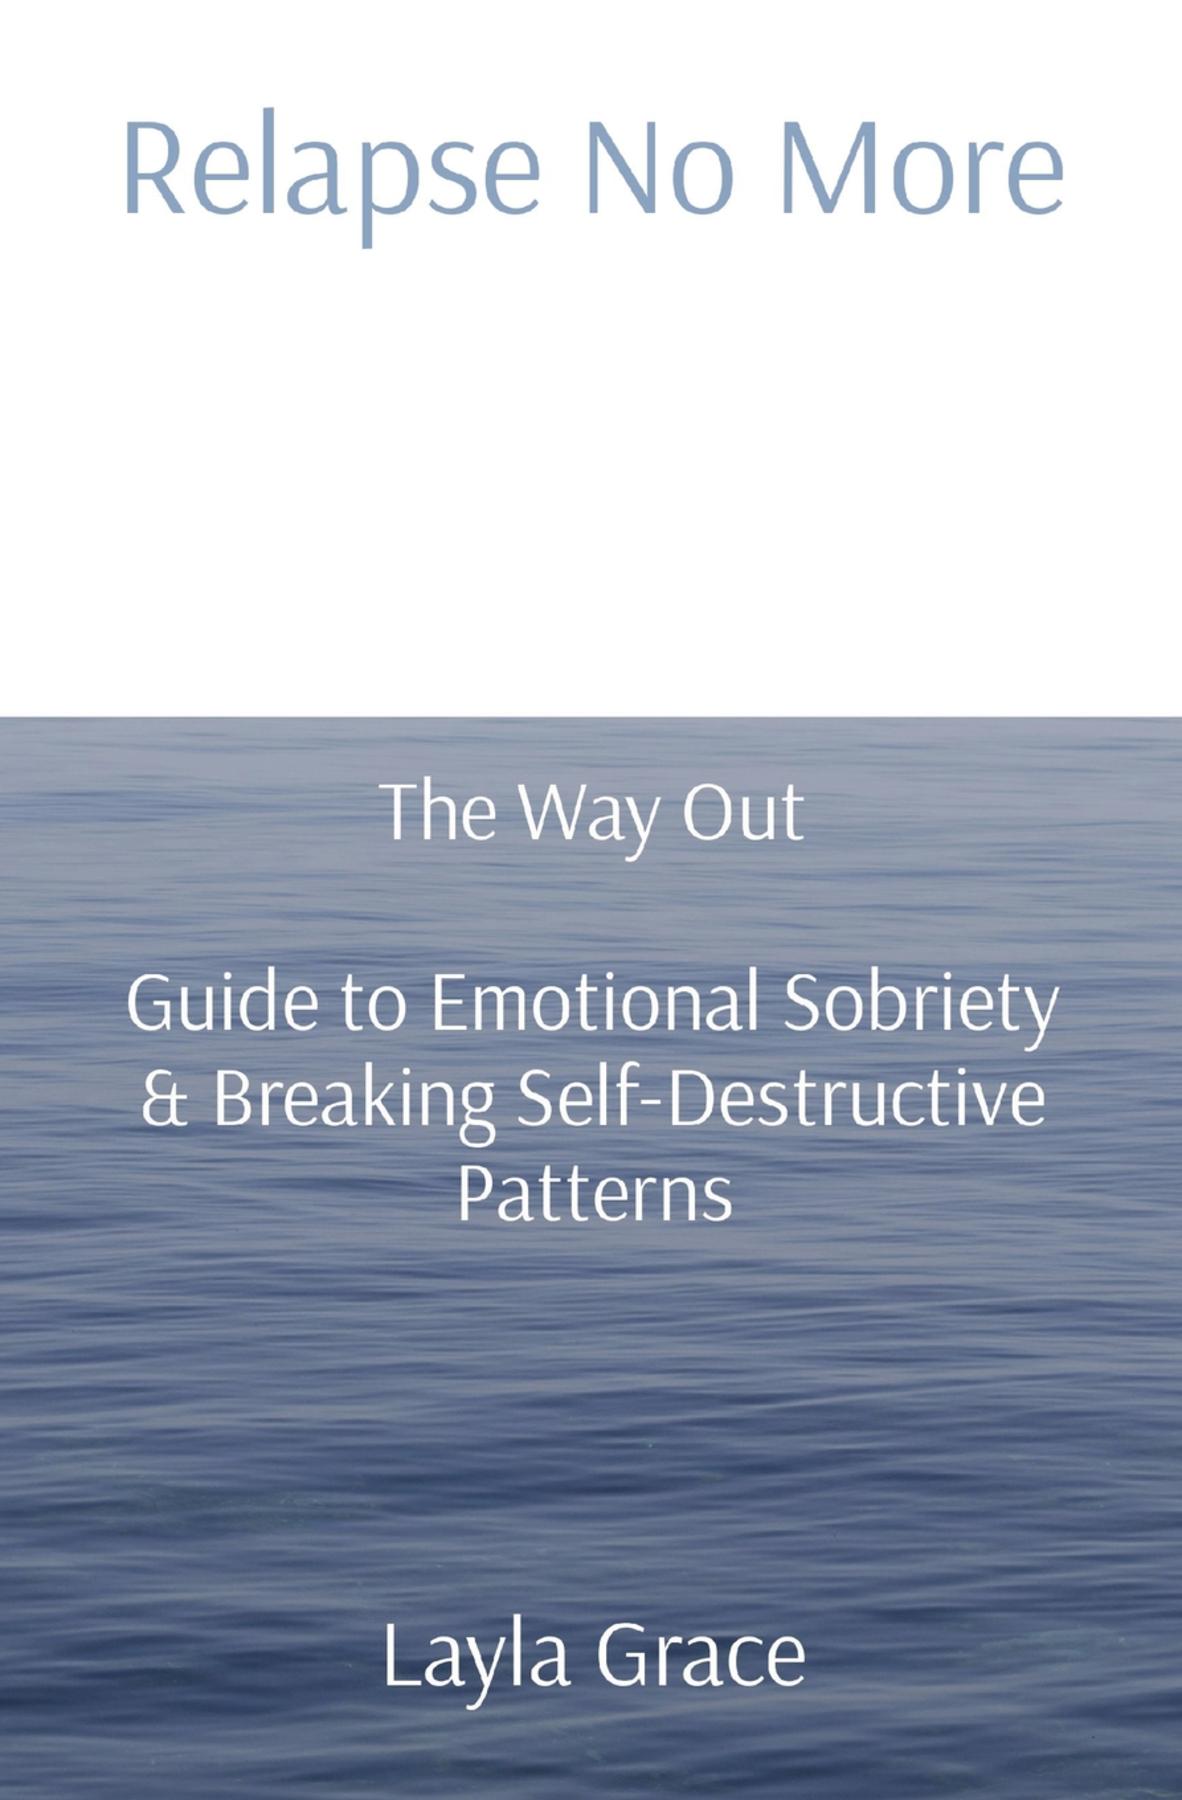 Relapse No More
The Way Out
Guide to Emotional Sobriety
& Breaking Self-Destructive
Patterns
Layla Grace